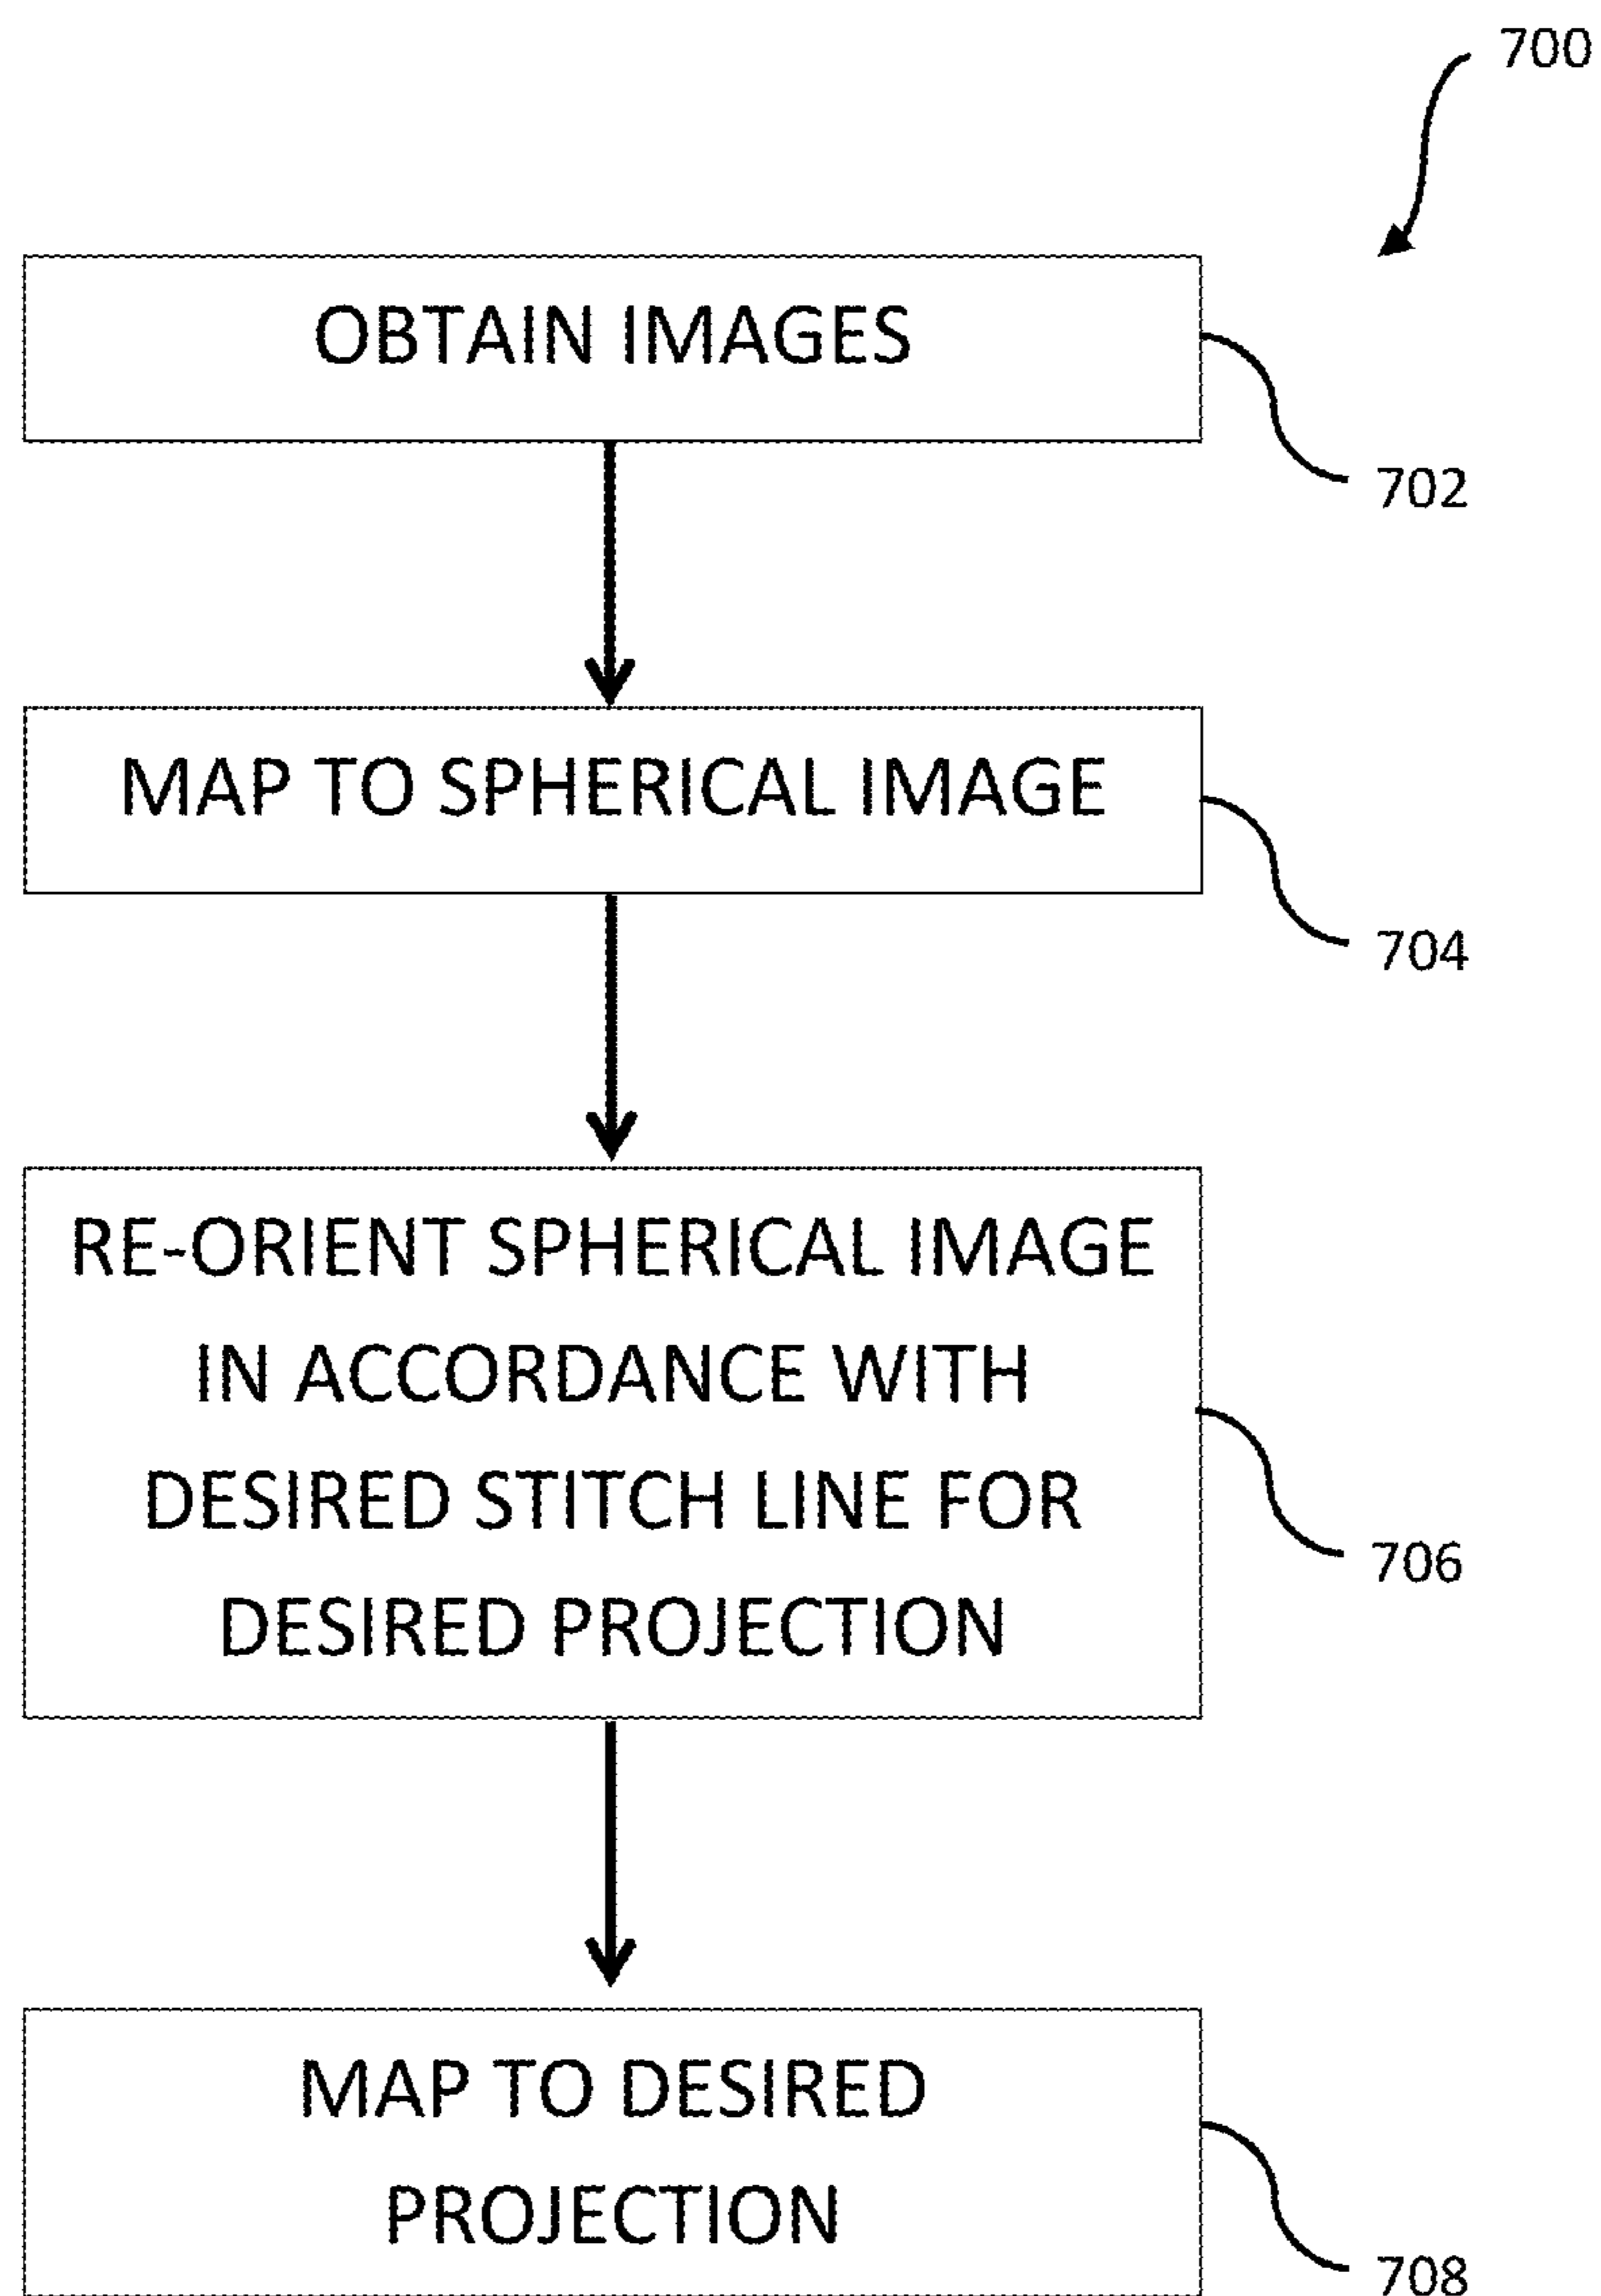 700
OBTAIN IMAGES
702
MAP TO SPHERICAL IMAGE
704
RE-ORIENT SPHERICAL IMAGE
IN ACCORDANCE WITH
DESIRED STITCH LINE FOR
DESIRED PROJECTION
706
MAP TO DESIRED
PROJECTION
708